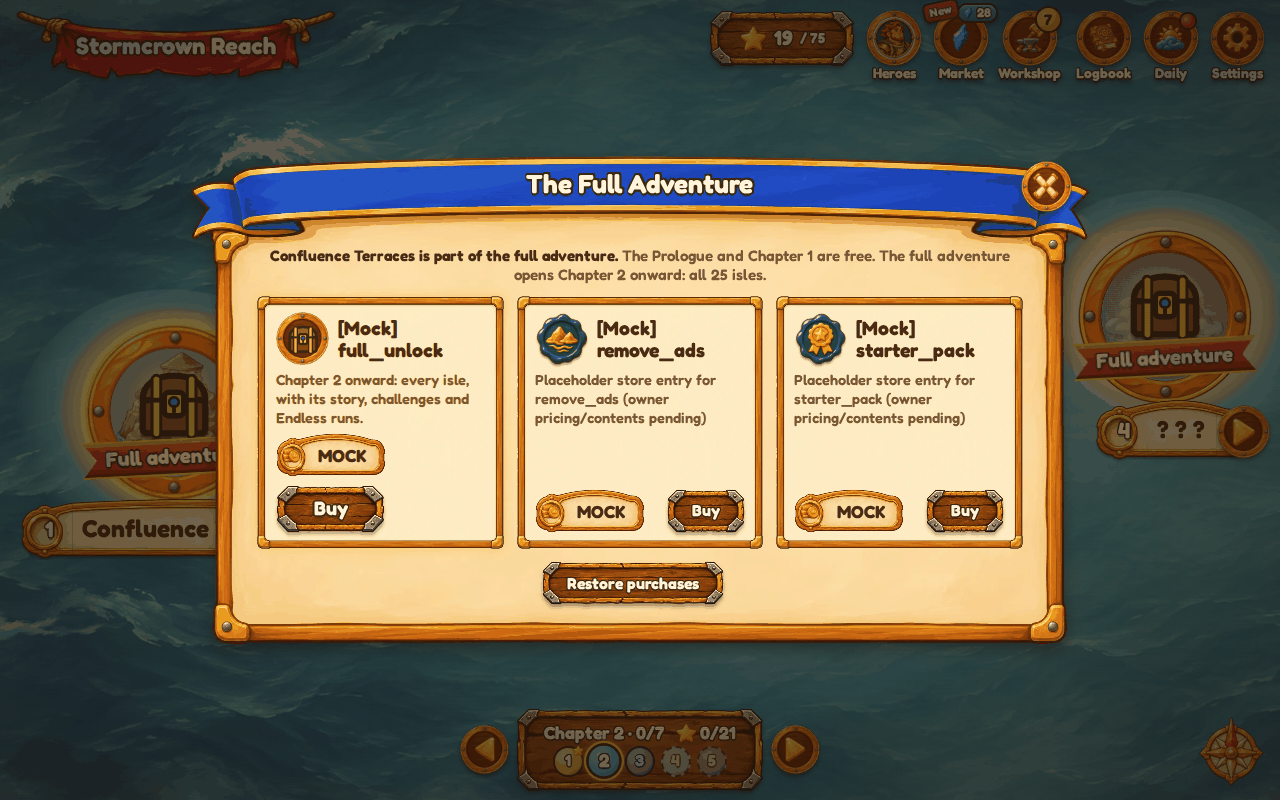 Stormcrown Reach
19 / 75
New
28
7
Heroes
Market
Workshop
Logbook
Daily
Settings
The Full Adventure
Confluence Terraces is part of the full adventure. The Prologue and Chapter 1 are free. The full adventure
opens Chapter 2 onward: all 25 isles.
[Mock]
full_unlock
Chapter 2 onward: every isle,
with its story, challenges and
Endless runs.
MOCK
Buy
[Mock]
remove_ads
Placeholder store entry for
remove_ads (owner
pricing/contents pending)
MOCK
Buy
[Mock]
starter_pack
Placeholder store entry for
starter_pack (owner
pricing/contents pending)
MOCK
Buy
Restore purchases
Full advent
1 Confluence
Full adventure
4 ???
Chapter 2 · 0/7 0/21
1 2 3 4 5